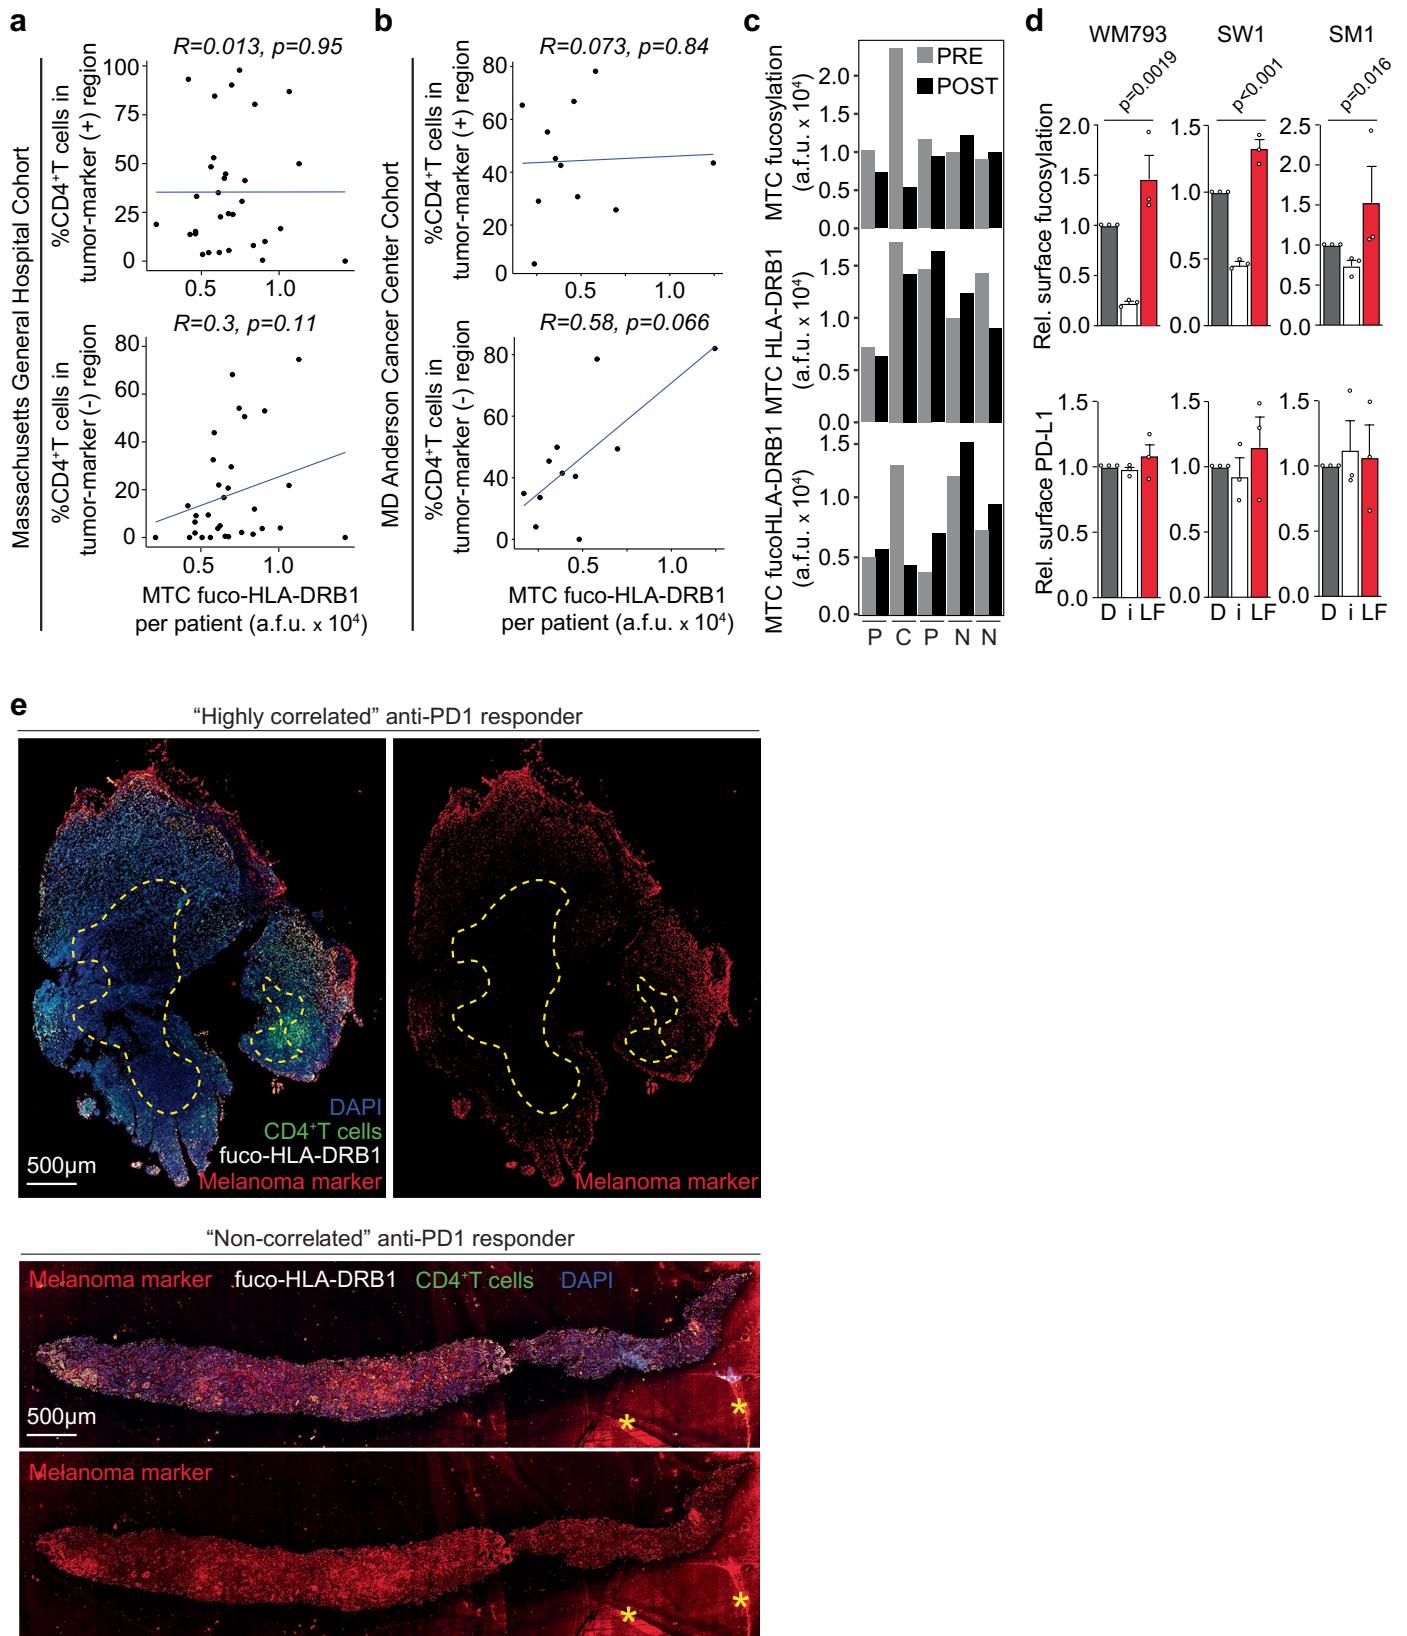 a
Massachusetts General Hospital Cohort
%CD4⁺T cells in
tumor-marker (+) region
R=0.013, p=0.95
100
75
50
25
0
0.5 1.0
%CD4⁺T cells in
tumor-marker (-) region
R=0.3, p=0.11
80
60
40
20
0
0.5 1.0
MTC fuco-HLA-DRB1
per patient (a.f.u. x 10⁴)
b
MD Anderson Cancer Center Cohort
%CD4⁺T cells in
tumor-marker (+) region
R=0.073, p=0.84
80
60
40
20
0
0.5 1.0
%CD4⁺T cells in
tumor-marker (-) region
R=0.58, p=0.066
80
60
40
20
0
0.5 1.0
MTC fuco-HLA-DRB1
per patient (a.f.u. x 10⁴)
c
PRE
POST
MTC fucosylation
(a.f.u. x 10⁴)
2.0
1.5
1.0
0.5
0.0
MTC HLA-DRB1
(a.f.u. x 10⁴)
1.5
1.0
0.5
0.0
MTC fucoHLA-DRB1
(a.f.u. x 10⁴)
1.0
0.5
0.0
P C P N N
d
WM793 SW1 SM1
p=0.0019 p<0.001 p=0.016
Rel. surface fucosylation
2.0
1.5
1.0
0.5
0.0
1.5
1.0
0.5
0.0
2.5
2.0
1.5
1.0
0.5
0.0
Rel. surface PD-L1
1.5
1.0
0.5
0.0
1.5
1.0
0.5
0.0
1.5
1.0
0.5
0.0
D i LF D i LF D i LF
e
“Highly correlated” anti-PD1 responder
DAPI
CD4⁺T cells
fuco-HLA-DRB1
Melanoma marker
500µm
Melanoma marker
“Non-correlated” anti-PD1 responder
Melanoma marker fuco-HLA-DRB1 CD4⁺T cells DAPI
500µm
*
*
Melanoma marker
*
*